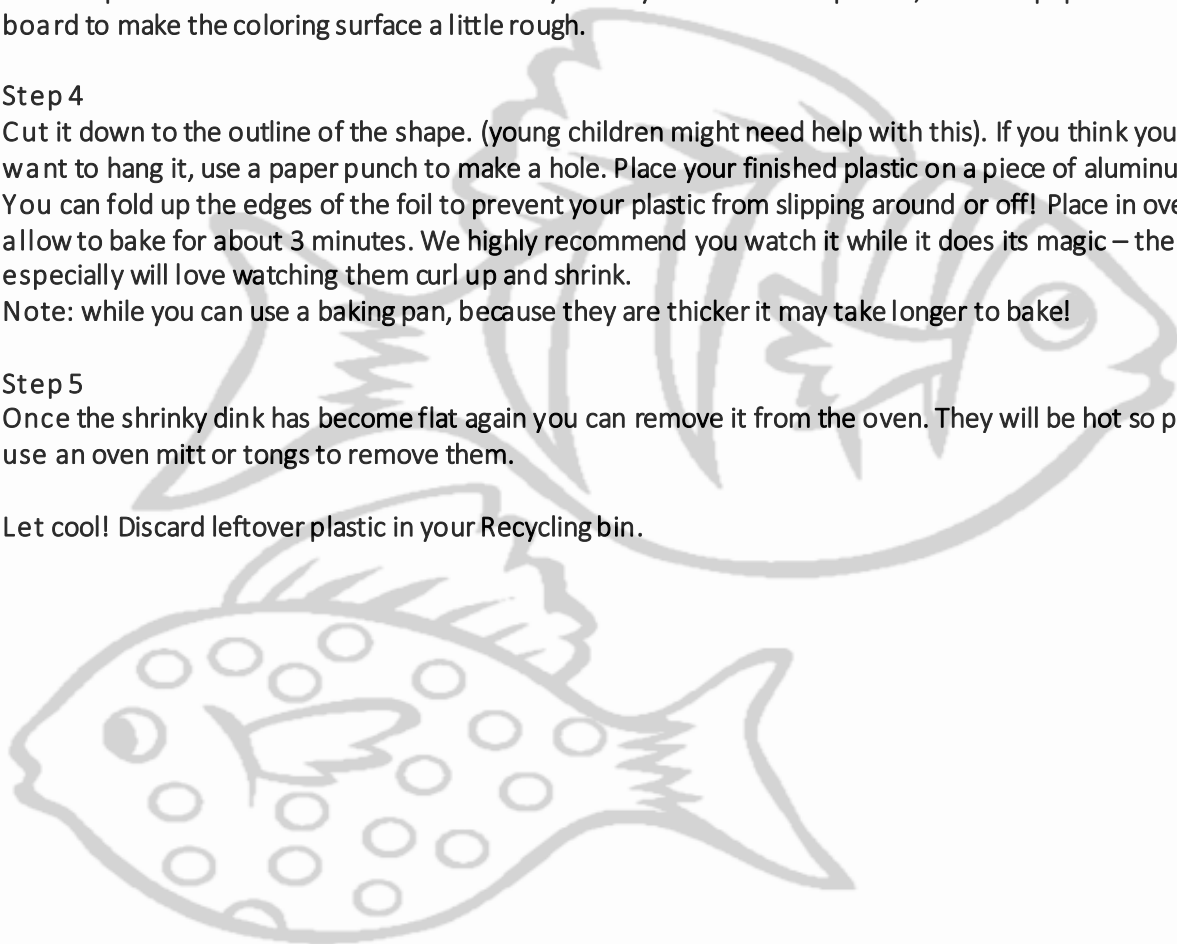 board to make the coloring surface a little rough.
Step 4
Cut it down to the outline of the shape. (young children might need help with this). If you think you
want to hang it, use a paper punch to make a hole. Place your finished plastic on a piece of aluminu
You can fold up the edges of the foil to prevent your plastic from slipping around or off! Place in ove
allow to bake for about 3 minutes. We highly recommend you watch it while it does its magic – the
especially will love watching them curl up and shrink.
Note: while you can use a baking pan, because they are thicker it may take longer to bake!
Step 5
Once the shrinky dink has become flat again you can remove it from the oven. They will be hot so p
use an oven mitt or tongs to remove them.
Let cool! Discard leftover plastic in your Recycling bin.